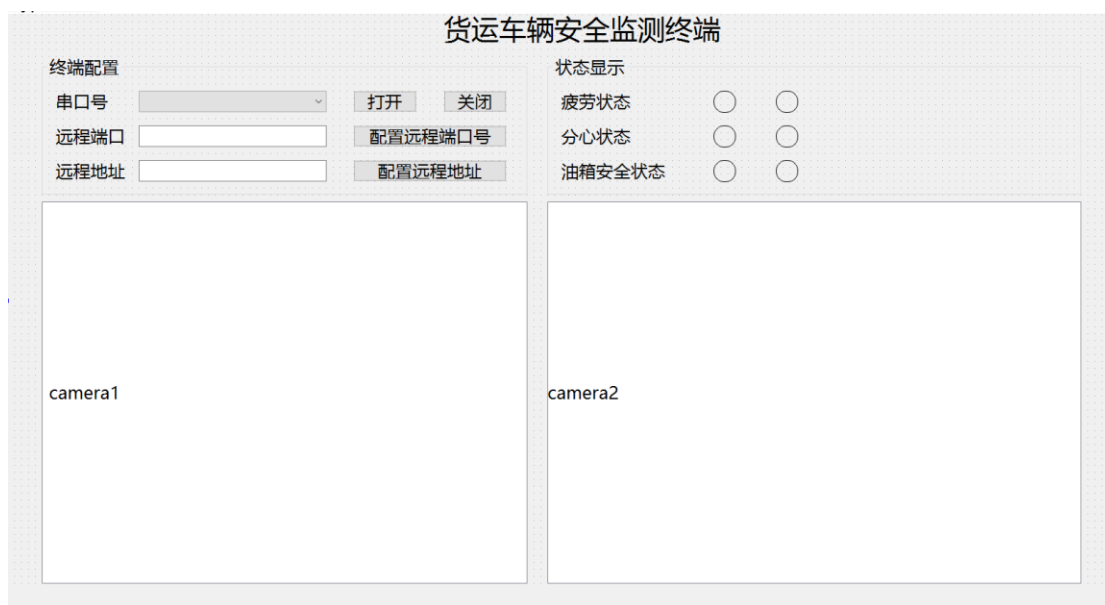 货运车辆安全监测终端
终端配置
串口号 打开 关闭
远程端口 配置远程端口号
远程地址 配置远程地址
状态显示
疲劳状态
分心状态
油箱安全状态
camera1
camera2